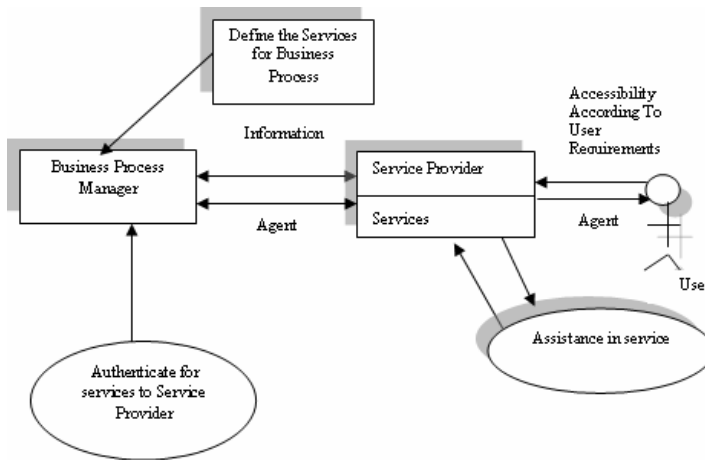 Define the Services
for Business
Process
Accessibility
According To
User
Requirements
Information
Business Process
Manager
Service Provider
Services
Agent
Agent
Use
Assistance in service
Authenticate for
services to Service
Provider